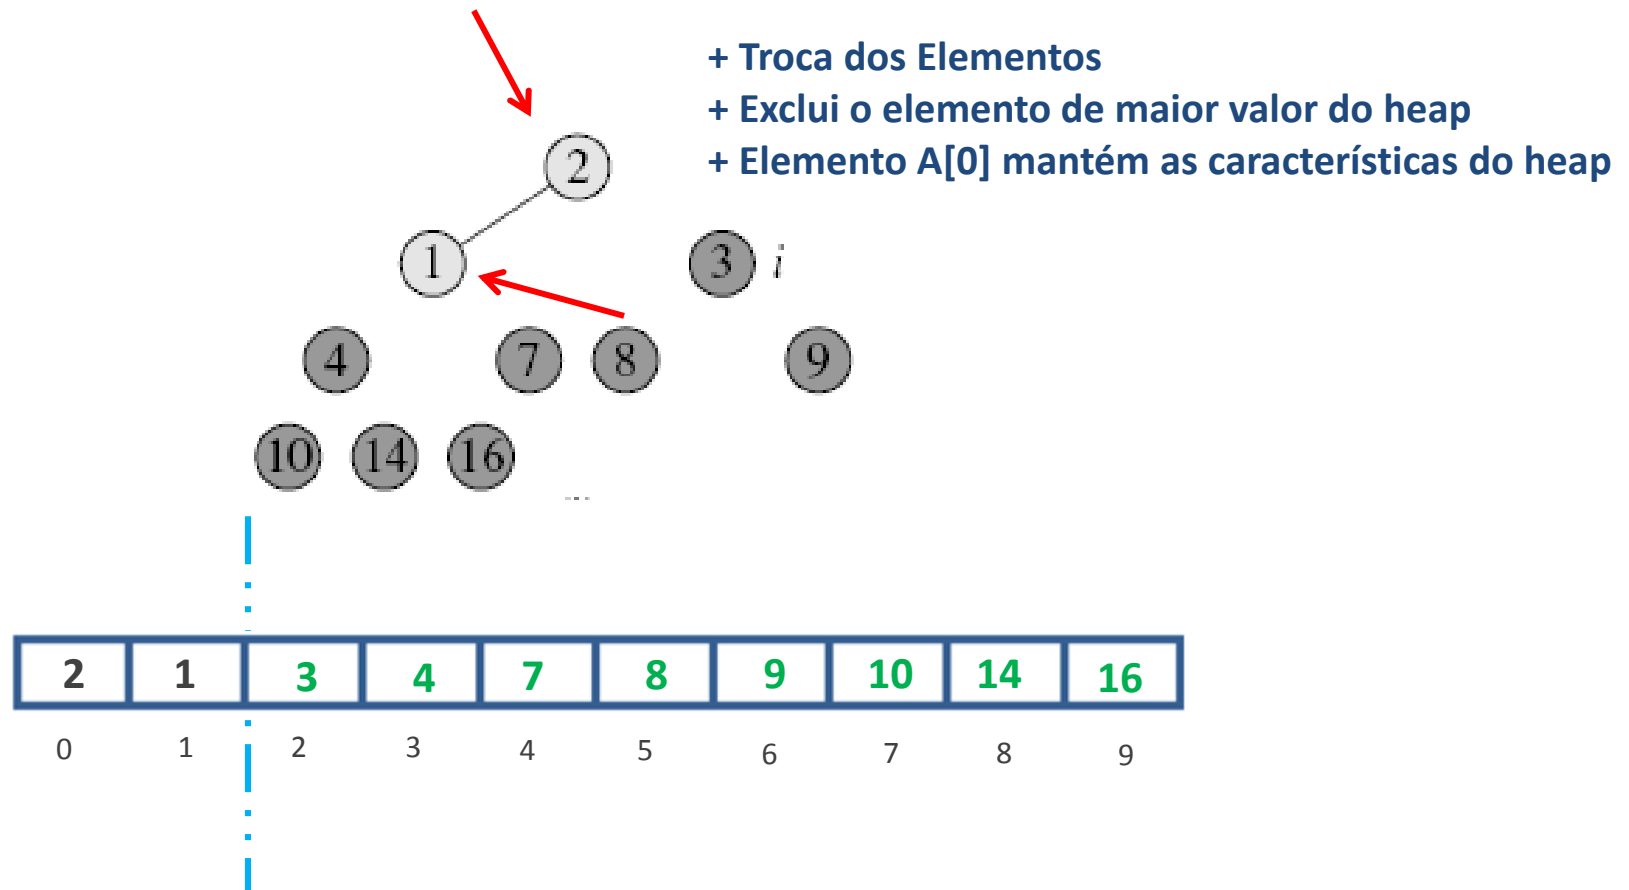 + Troca dos Elementos
+ Exclui o elemento de maior valor do heap
+ Elemento A[0] mantém as características do heap
2
1 3 i
4 7 8 9
10 14 16
2 1 3 4 7 8 9 10 14 16
0 1 2 3 4 5 6 7 8 9